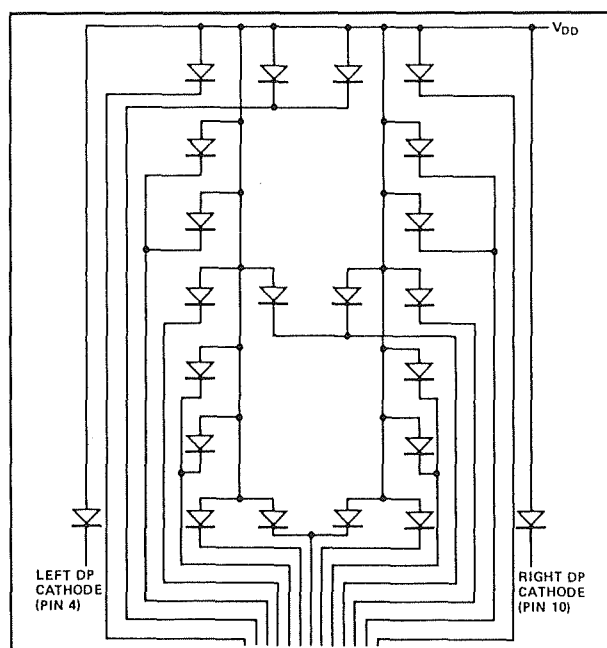 VDD
LEFT DP
CATHODE
(PIN 4)
RIGHT DP
CATHODE
(PIN 10)